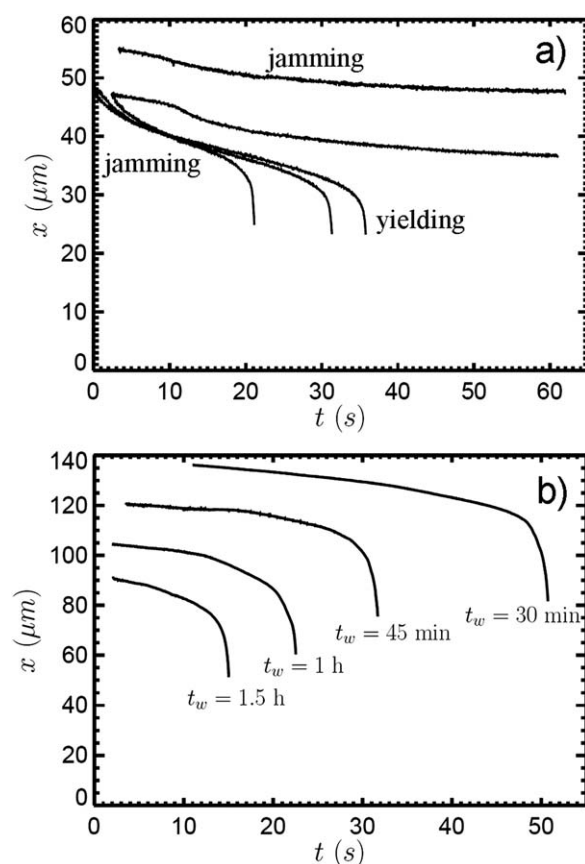 60
a)
jamming
50
40
jamming
x (μm)
30
yielding
20
10
0
0 10 20 30 40 50 60
t (s)
140
b)
120
100
x (μm)
80
t_w = 30 min
t_w = 45 min
60
t_w = 1 h
t_w = 1.5 h
40
20
0
0 10 20 30 40 50
t (s)